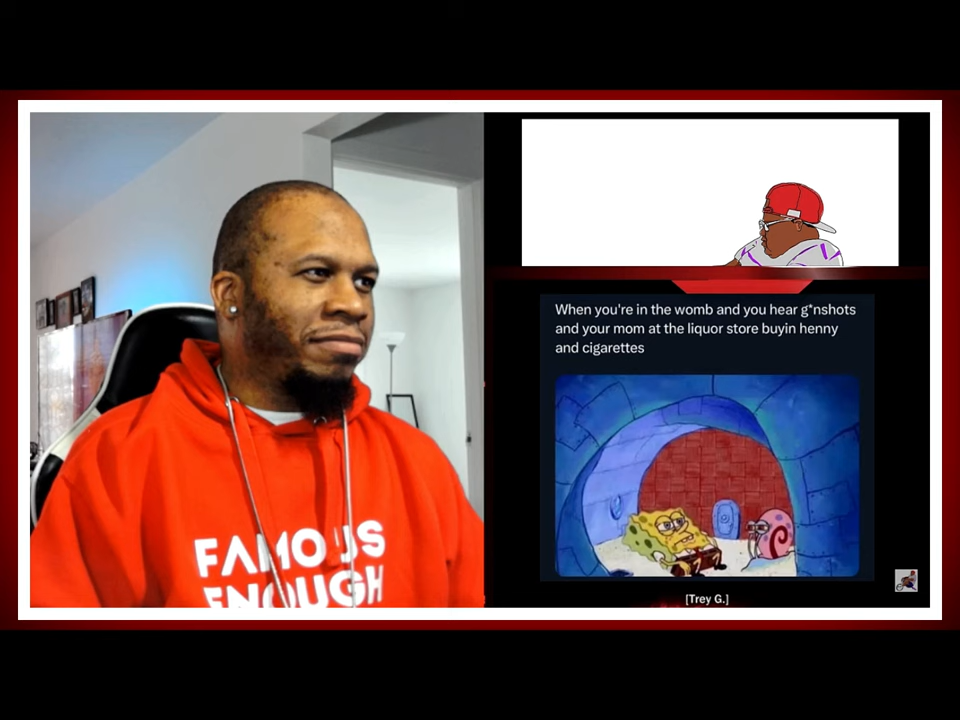 FAMOUS
ENOUGH
When you're in the womb and you hear g*nshots
and your mom at the liquor store buyin henny
and cigarettes
[Trey G.]